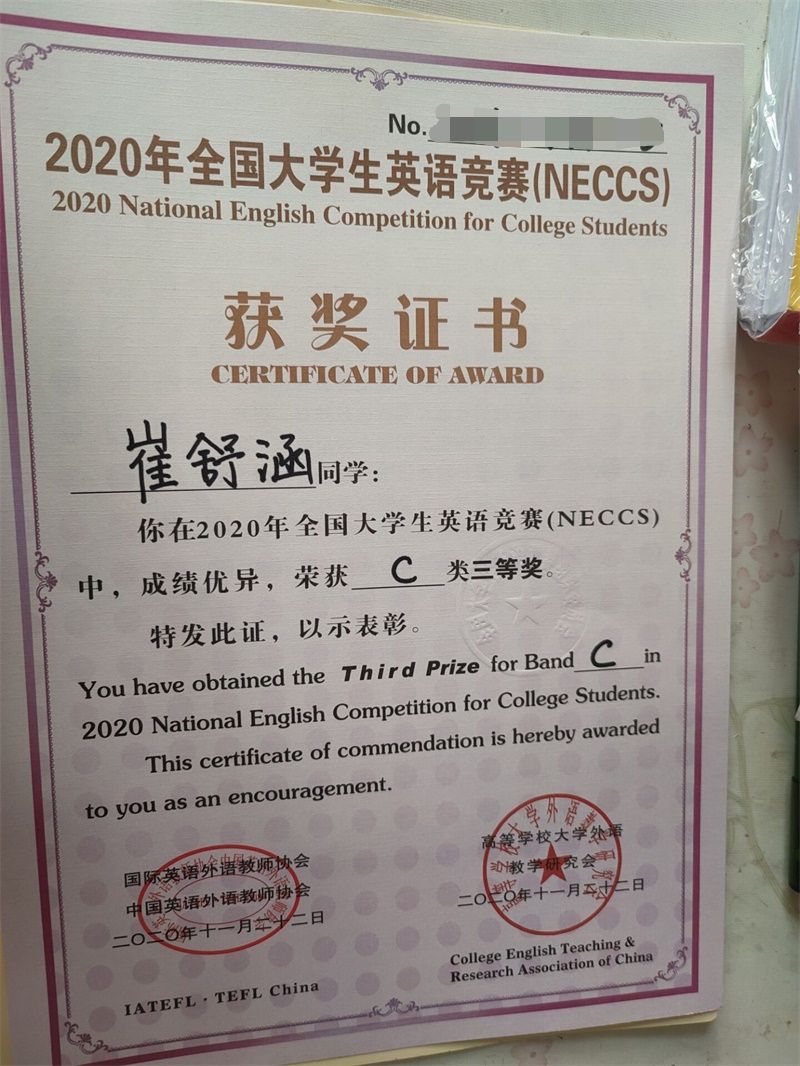 No.
2020年全国大学生英语竞赛(NECCS)
2020 National English Competition for College Students
获奖证书
CERTIFICATE OF AWARD
崔舒涵同学:
你在2020年全国大学生英语竞赛(NECCS)
中，成绩优异，荣获 C 类三等奖。
特发此证，以示表彰。
You have obtained the Third Prize for Band C in
2020 National English Competition for College Students.
This certificate of commendation is hereby awarded
to you as an encouragement.
国际英语外语教师协会
中国英语外语教师协会
二〇二〇年十一月二十二日
IATEFL · TEFL China
高等学校大学外语
教学研究会
二〇二〇年十一月二十二日
College English Teaching &
Research Association of China